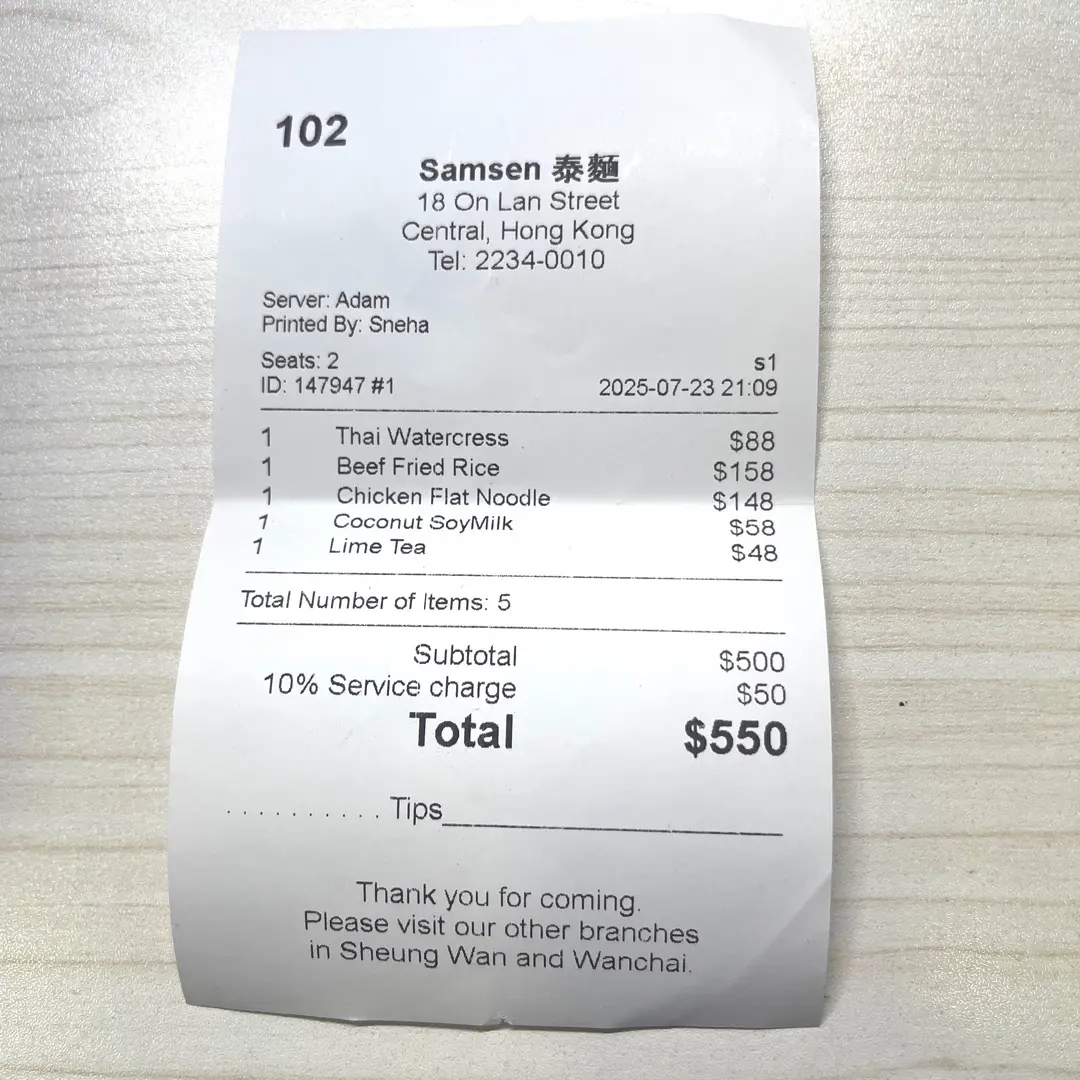 102
Samsen 泰麵
18 On Lan Street
Central, Hong Kong
Tel: 2234-0010
Server: Adam
Printed By: Sneha
Seats: 2 s1
ID: 147947 #1 2025-07-23 21:09
1 Thai Watercress $88
1 Beef Fried Rice $158
1 Chicken Flat Noodle $148
1 Coconut SoyMilk $58
1 Lime Tea $48
Total Number of Items: 5
Subtotal $500
10% Service charge $50
Total $550
. . . . . . . . . . Tips____________________
Thank you for coming.
Please visit our other branches
in Sheung Wan and Wanchai.